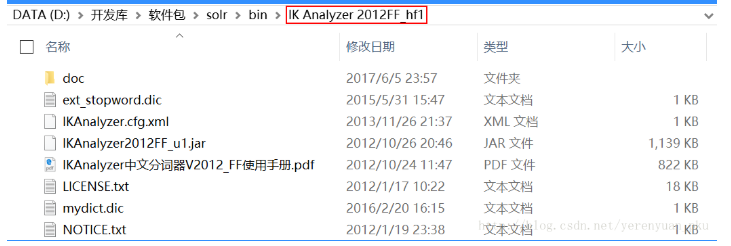 DATA (D:) > 开发库 > 软件包 > solr > bin > IK Analyzer 2012FF_hf1
名称 修改日期 类型 大小
doc 2017/6/5 23:57 文件夹
ext_stopword.dic 2015/5/31 15:47 文本文档 1 KB
IKAnalyzer.cfg.xml 2013/11/26 21:37 XML 文档 1 KB
IKAnalyzer2012FF_u1.jar 2012/10/26 20:46 JAR 文件 1,139 KB
IKAnalyzer中文分词器V2012_FF使用手册.pdf 2012/10/24 11:47 PDF 文件 822 KB
LICENSE.txt 2012/1/17 10:22 文本文档 18 KB
mydict.dic 2016/2/20 16:15 文本文档 1 KB
NOTICE.txt 2012/1/19 23:38 文本文档 1 KB